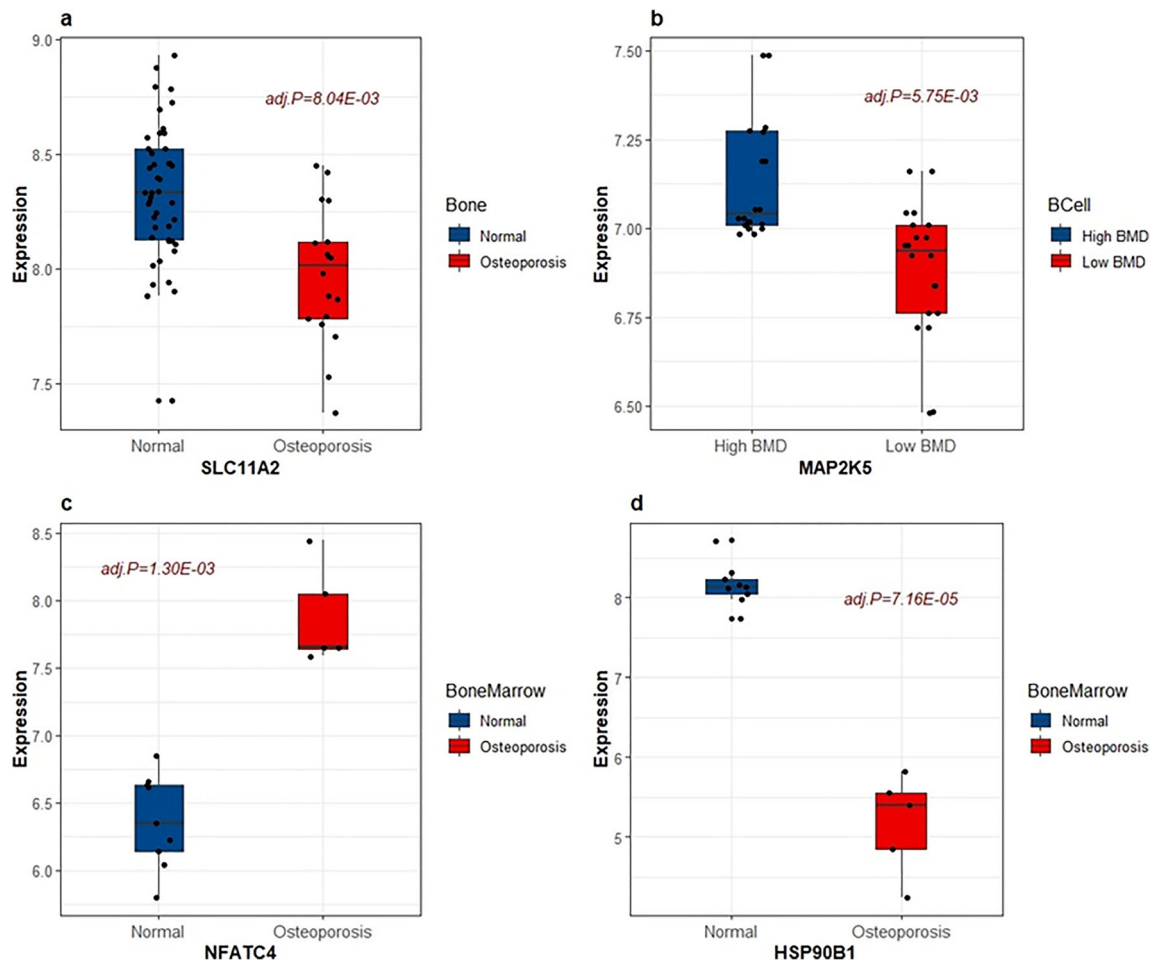 a
9.0
8.5
8.0
7.5
Expression
adj.P=8.04E-03
Normal
Osteoporosis
SLC11A2
Bone
Normal
Osteoporosis
b
7.50
7.25
7.00
6.75
6.50
Expression
adj.P=5.75E-03
High BMD
Low BMD
MAP2K5
BCell
High BMD
Low BMD
c
8.5
8.0
7.5
7.0
6.5
6.0
Expression
adj.P=1.30E-03
Normal
Osteoporosis
NFATC4
BoneMarrow
Normal
Osteoporosis
d
8
7
6
5
Expression
adj.P=7.16E-05
Normal
Osteoporosis
HSP90B1
BoneMarrow
Normal
Osteoporosis